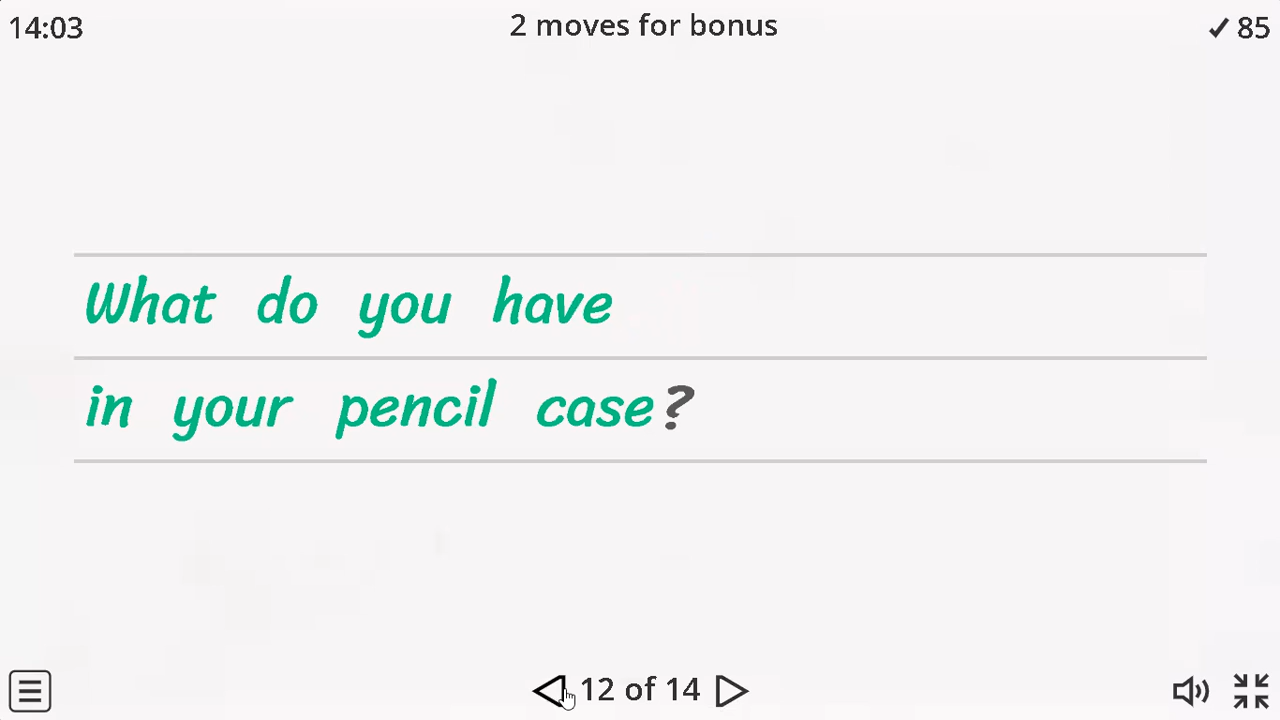 14:03
2 moves for bonus
✓ 85
What do you have
in your pencil case?
12 of 14